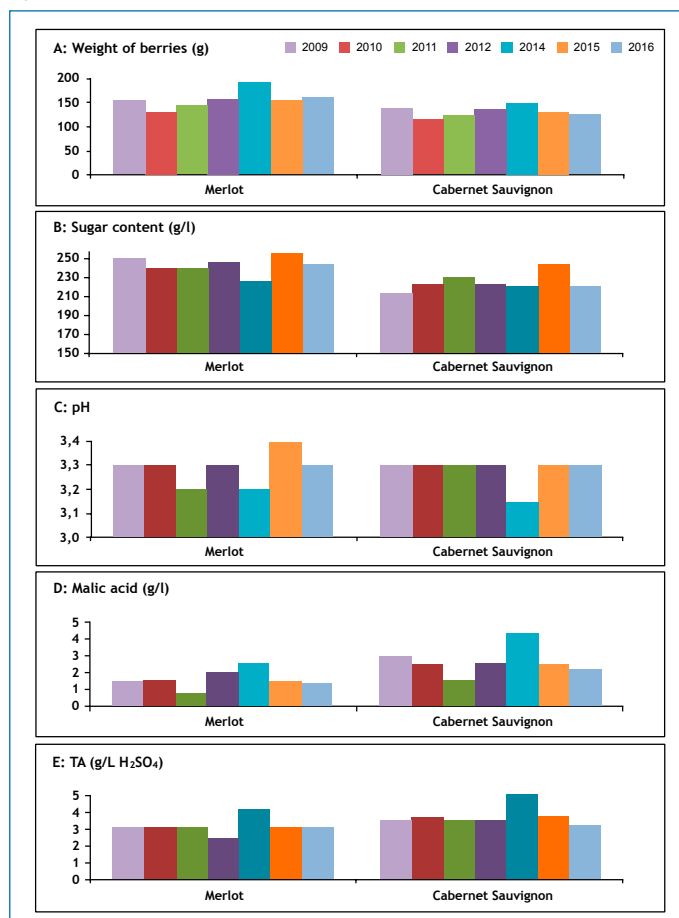 A: Weight of berries (g)
2009 2010 2011 2012 2014 2015 2016
200
150
100
50
0
Merlot Cabernet Sauvignon
B: Sugar content (g/l)
250
230
210
190
170
150
Merlot Cabernet Sauvignon
C: pH
3,4
3,3
3,2
3,1
3,0
Merlot Cabernet Sauvignon
D: Malic acid (g/l)
5
4
3
2
1
0
Merlot Cabernet Sauvignon
E: TA (g/L H₂SO₄)
5
4
3
2
1
0
Merlot Cabernet Sauvignon